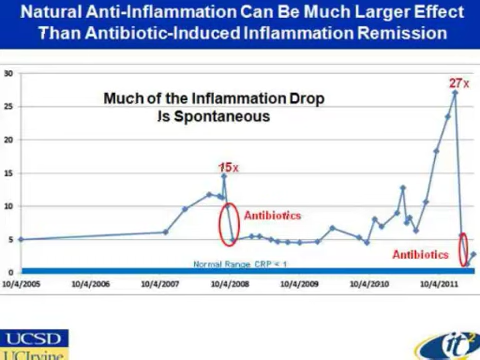 Natural Anti-Inflammation Can Be Much Larger Effect
Than Antibiotic-Induced Inflammation Remission
30
25
20
15
10
5
0
Much of the Inflammation Drop
Is Spontaneous
15x
27x
Antibiotics
Antibiotics
Normal Range CRP < 1
10/4/2005
10/4/2006
10/4/2007
10/4/2008
10/4/2009
10/4/2010
10/4/2011
UCSD
UCIrvine
it2